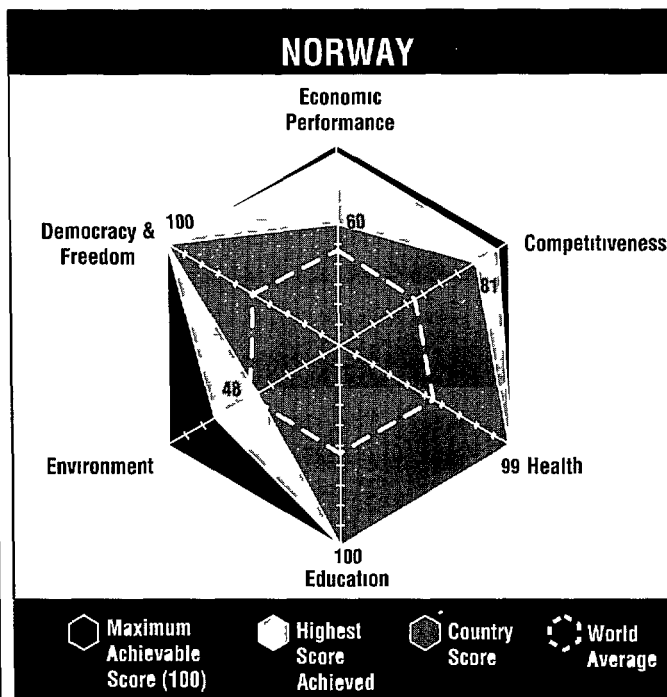 NORWAY
Economic
Performance
100
60
Democracy &
Freedom
Competitiveness
81
48
Environment
99 Health
100
Education
Maximum
Achievable
Score (100)
Highest
Score
Achieved
Country
Score
World
Average